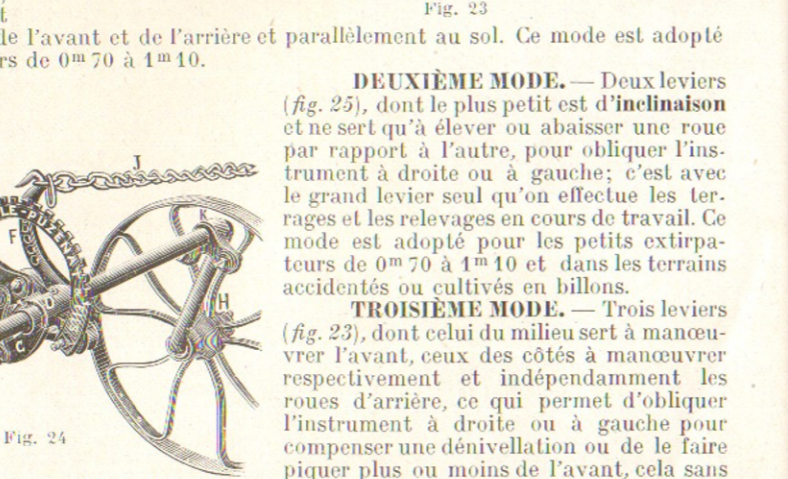 t
Fig. 23
le l'avant et de l'arrière et parallèlement au sol. Ce mode est adopté
rs de 0m 70 à 1m 10.
DEUXIÈME MODE. — Deux leviers
(fig. 25), dont le plus petit est d'inclinaison
et ne sert qu'à élever ou abaisser une roue
par rapport à l'autre, pour obliquer l'ins-
trument à droite ou à gauche; c'est avec
le grand levier seul qu'on effectue les ter-
rages et les relevages en cours de travail. Ce
mode est adopté pour les petits extirpa-
teurs de 0m 70 à 1m 10 et dans les terrains
accidentés ou cultivés en billons.
TROISIÈME MODE. — Trois leviers
(fig. 23), dont celui du milieu sert à manœu-
vrer l'avant, ceux des côtés à manœuvrer
respectivement et indépendamment les
roues d'arrière, ce qui permet d'obliquer
l'instrument à droite ou à gauche pour
compenser une dénivellation ou de le faire
piquer plus ou moins de l'avant, cela sans
J
LE PUZENAT
F
K
H
D
G
Fig. 24